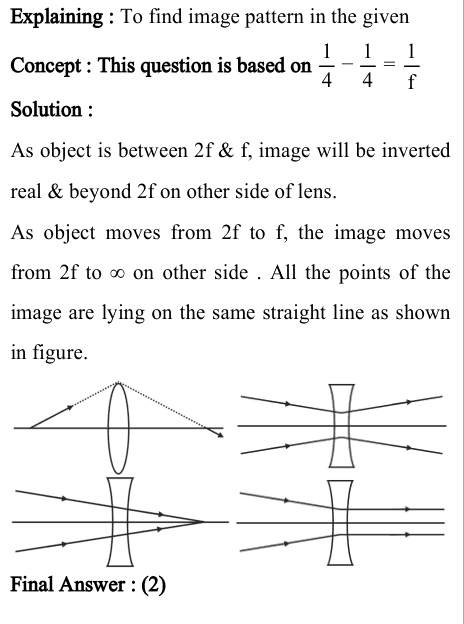 Explaining : To find image pattern in the given
Concept : This question is based on 1/4 − 1/4 = 1/f
Solution :
As object is between 2f & f, image will be inverted
real & beyond 2f on other side of lens.
As object moves from 2f to f, the image moves
from 2f to ∞ on other side . All the points of the
image are lying on the same straight line as shown
in figure.
Final Answer : (2)